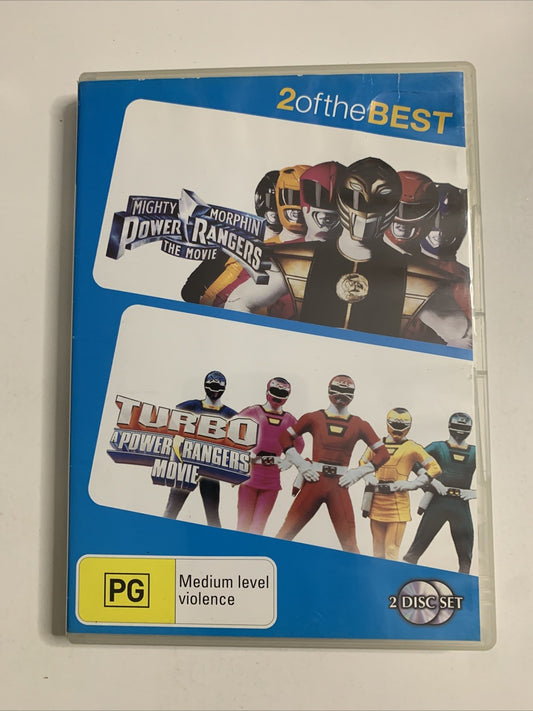 2oftheBEST
MIGHTY MORPHIN
POWER RANGERS
THE MOVIE
TURBO
A POWER RANGERS
MOVIE
PG
Medium level
violence
2 DISC SET